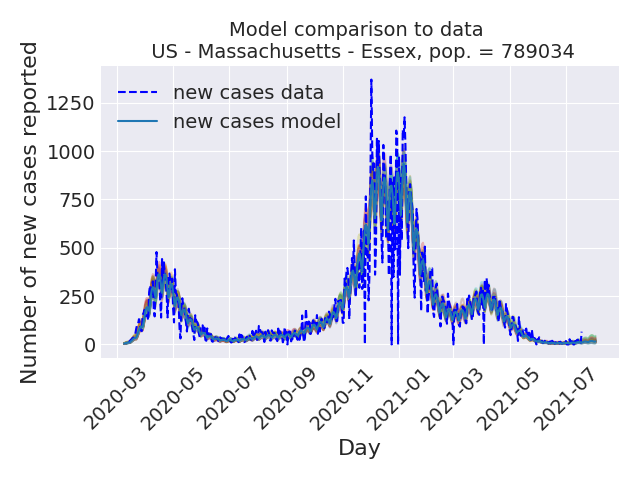 Model comparison to data
US - Massachusetts - Essex, pop. = 789034
Number of new cases reported
1250
1000
750
500
250
0
new cases data
new cases model
2020-03
2020-05
2020-07
2020-09
2020-11
2021-01
2021-03
2021-05
2021-07
Day